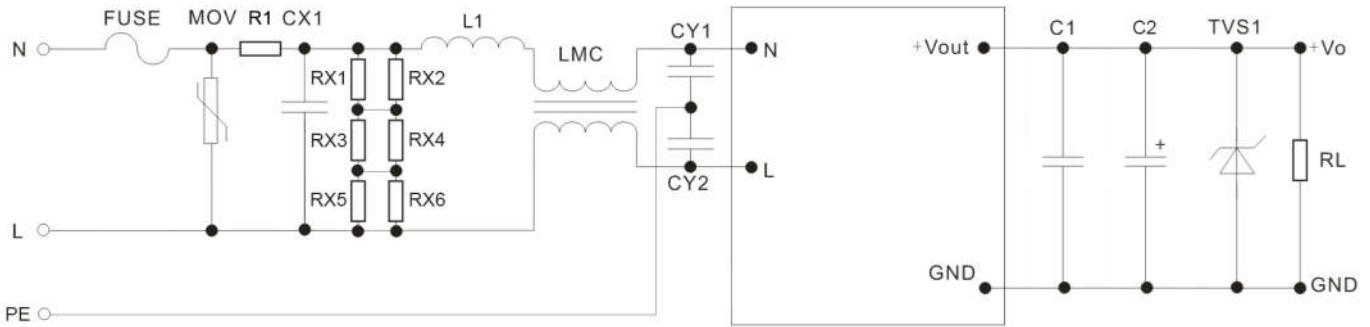 FUSE MOV R1 CX1 L1 CY1 C1 C2 TVS1
N LMC N +Vout +Vo
RX1 RX2
RX3 RX4 + RL
L
RX5 RX6 CY2
L
GND GND
PE